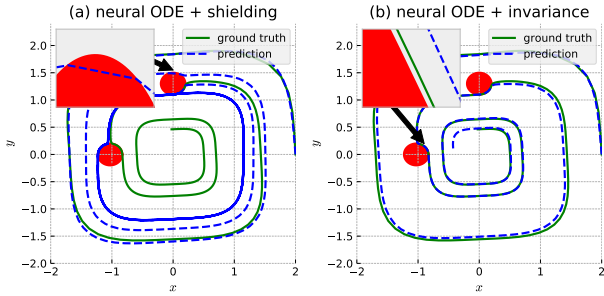 (a) neural ODE + shielding
ground truth
prediction
2.0
1.5
1.0
0.5
0.0
−0.5
−1.0
−1.5
−2.0
y
−2
−1
0
1
2
x
(b) neural ODE + invariance
ground truth
prediction
2.0
1.5
1.0
0.5
0.0
−0.5
−1.0
−1.5
−2.0
y
−2
−1
0
1
2
x